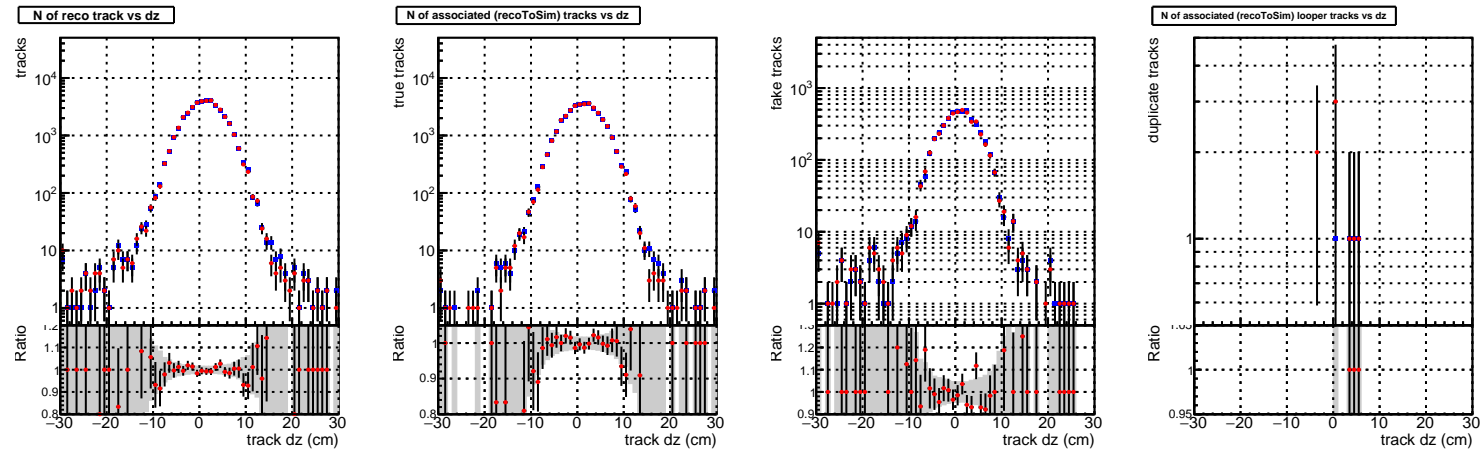 N of reco track vs dz
tracks
10⁴
10³
10²
10
1
Ratio
1.2
1.1
1
0.9
0.8
−30 −20 −10 0 10 20 30
track dz (cm)
N of associated (recoToSim) tracks vs dz
true tracks
10⁴
10³
10²
10
1
Ratio
1
0.9
0.8
−30 −20 −10 0 10 20 30
track dz (cm)
fake tracks
10³
10²
10
1
Ratio
1.3
1.2
1.1
1
0.9
−30 −20 −10 0 10 20 30
track dz (cm)
N of associated (recoToSim) looper tracks vs dz
duplicate tracks
1
Ratio
1.05
1
0.95
−30 −20 −10 0 10 20 30
track dz (cm)